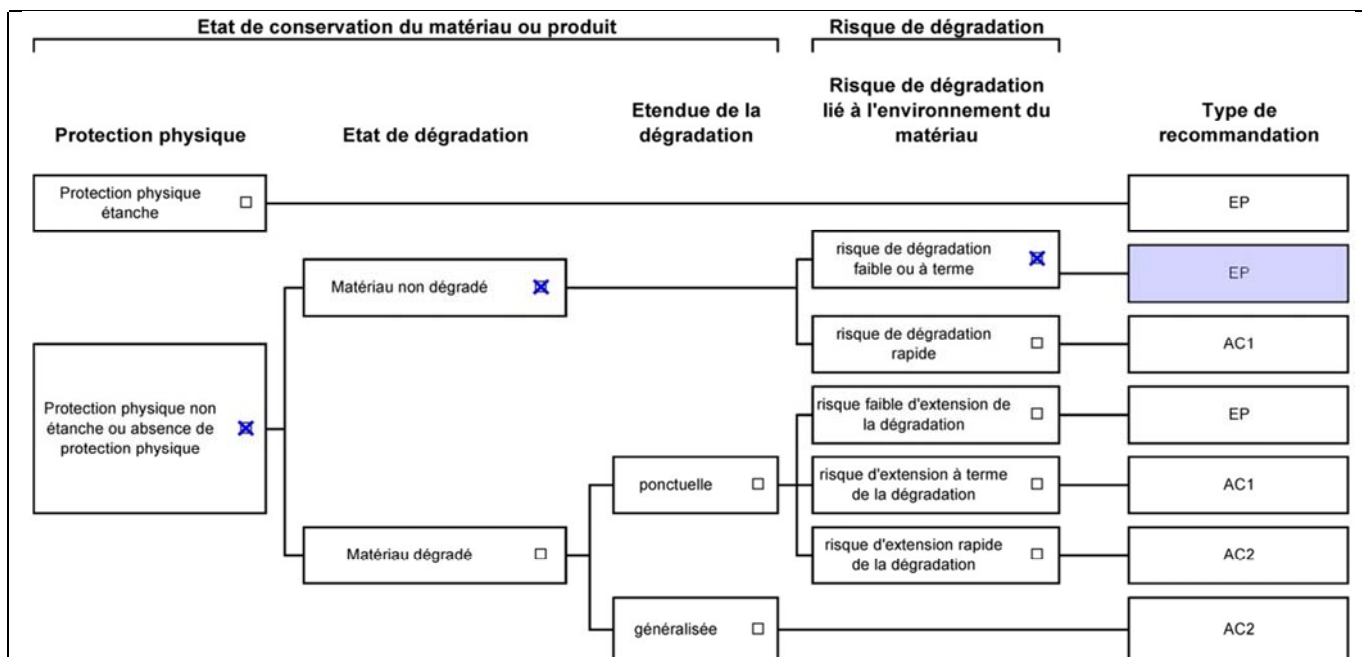 Etat de conservation du matériau ou produit
Risque de dégradation
Protection physique
Etat de dégradation
Etendue de la
dégradation
Risque de dégradation
lié à l'environnement du
matériau
Type de
recommandation
Protection physique
étanche
EP
risque de dégradation
faible ou à terme
EP
Matériau non dégradé
risque de dégradation
rapide
AC1
Protection physique non
étanche ou absence de
protection physique
risque faible d'extension de
la dégradation
EP
ponctuelle
risque d'extension à terme
de la dégradation
AC1
Matériau dégradé
risque d'extension rapide
de la dégradation
AC2
généralisée
AC2